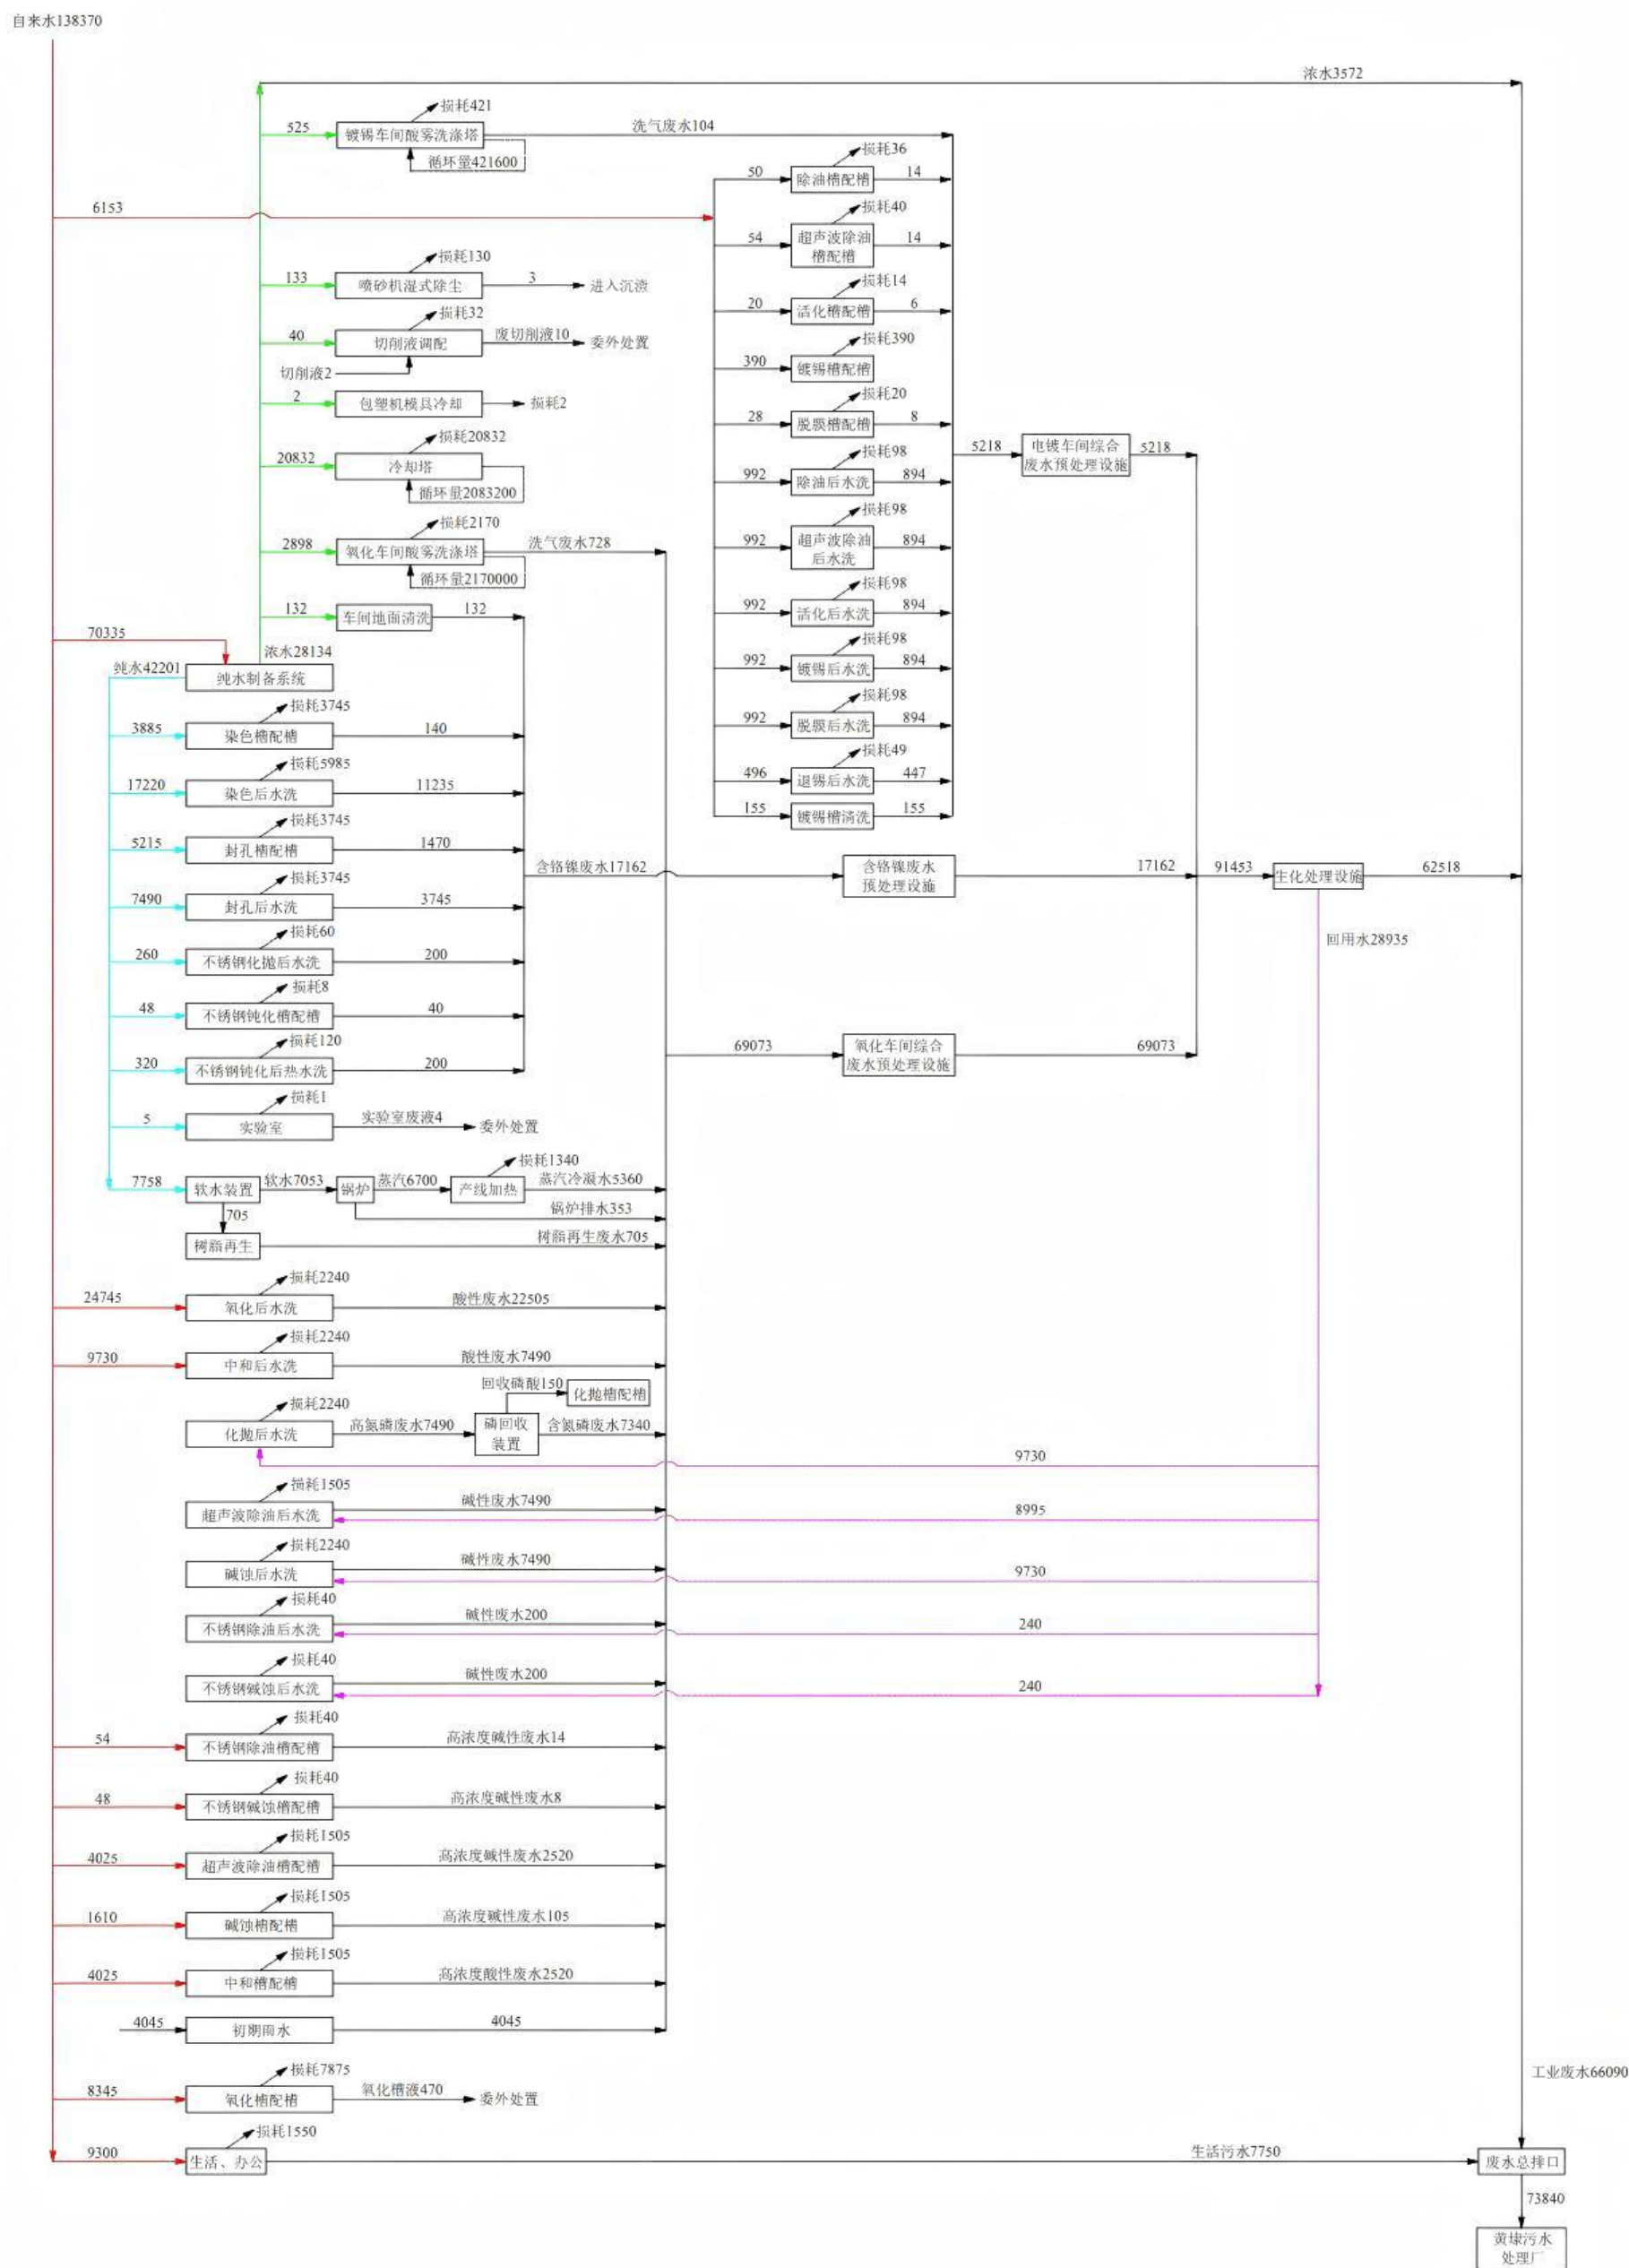 自来水138370
浓水3572
损耗421
525
镀锡车间酸雾洗涤塔
洗气废水104
循环量421600
损耗36
50
除油槽配槽
14
6153
损耗40
54
超声波除油
槽配槽
14
损耗130
133
喷砂机湿式除尘
3
进入沉渣
损耗14
20
活化槽配槽
6
损耗32
40
切削液调配
废切削液10
委外处置
切削液2
损耗390
390
镀锡槽配槽
2
包塑机模具冷却
损耗2
损耗20
28
脱膜槽配槽
8
损耗20832
20832
冷却塔
循环量2083200
5218
电镀车间综合
废水预处理设施
5218
损耗98
992
除油后水洗
894
损耗2170
2898
氧化车间酸雾洗涤塔
洗气废水728
循环量2170000
损耗98
992
超声波除油
后水洗
894
损耗98
992
活化后水洗
894
132
车间地面清洗
132
70335
浓水28134
纯水42201
纯水制备系统
损耗98
992
镀锡后水洗
894
损耗3745
3885
染色槽配槽
140
损耗98
992
脱膜后水洗
894
损耗5985
17220
染色后水洗
11235
损耗49
496
退锡后水洗
447
155
镀锡槽清洗
155
损耗3745
5215
封孔槽配槽
1470
含铬镍废水17162
含铬镍废水
预处理设施
17162
91453
生化处理设施
62518
损耗3745
7490
封孔后水洗
3745
回用水28935
损耗60
260
不锈钢化抛后水洗
200
损耗8
48
不锈钢钝化槽配槽
40
损耗120
320
不锈钢钝化后热水洗
200
69073
氧化车间综合
废水预处理设施
69073
损耗1
5
实验室
实验室废液4
委外处置
损耗1340
7758
软水装置
软水7053
锅炉
蒸汽6700
产线加热
蒸汽冷凝水5360
锅炉排水353
705
树脂再生
树脂再生废水705
损耗2240
24745
氧化后水洗
酸性废水22505
损耗2240
9730
中和后水洗
酸性废水7490
回收磷酸150
化抛槽配槽
损耗2240
化抛后水洗
高氮磷废水7490
磷回收
装置
含氮磷废水7340
9730
损耗1505
超声波除油后水洗
碱性废水7490
8995
损耗2240
碱蚀后水洗
碱性废水7490
9730
损耗40
不锈钢除油后水洗
碱性废水200
240
损耗40
不锈钢碱蚀后水洗
碱性废水200
240
损耗40
54
不锈钢除油槽配槽
高浓度碱性废水14
损耗40
48
不锈钢碱蚀槽配槽
高浓度碱性废水8
损耗1505
4025
超声波除油槽配槽
高浓度碱性废水2520
损耗1505
1610
碱蚀槽配槽
高浓度碱性废水105
损耗1505
4025
中和槽配槽
高浓度酸性废水2520
4045
初期雨水
4045
工业废水66090
损耗7875
8345
氧化槽配槽
氧化槽液470
委外处置
损耗1550
9300
生活、办公
生活污水7750
废水总排口
73840
黄埭污水
处理厂